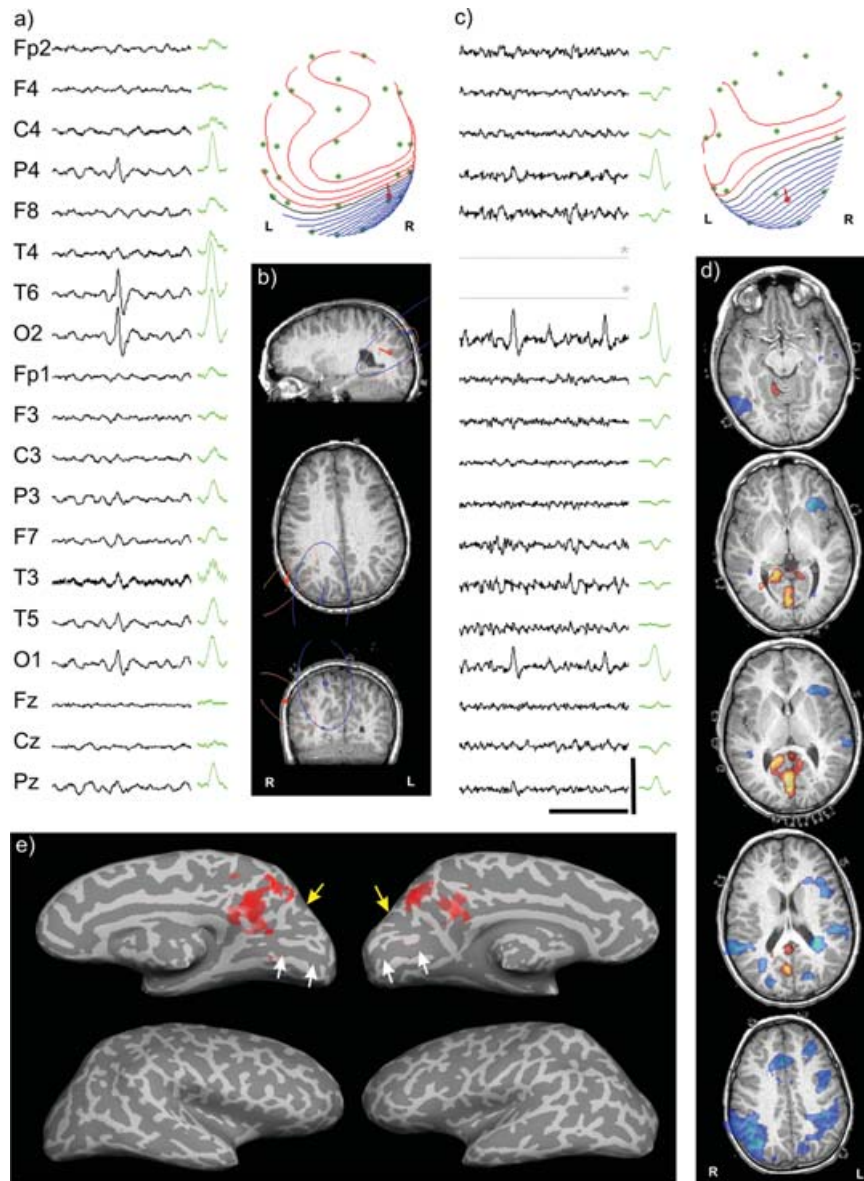 a)
Fp2
F4
C4
P4
F8
T4
T6
O2
Fp1
F3
C3
P3
F7
T3
T5
O1
Fz
Cz
Pz
L R
b)
R L
c)
*
*
L R
d)
R L
e)